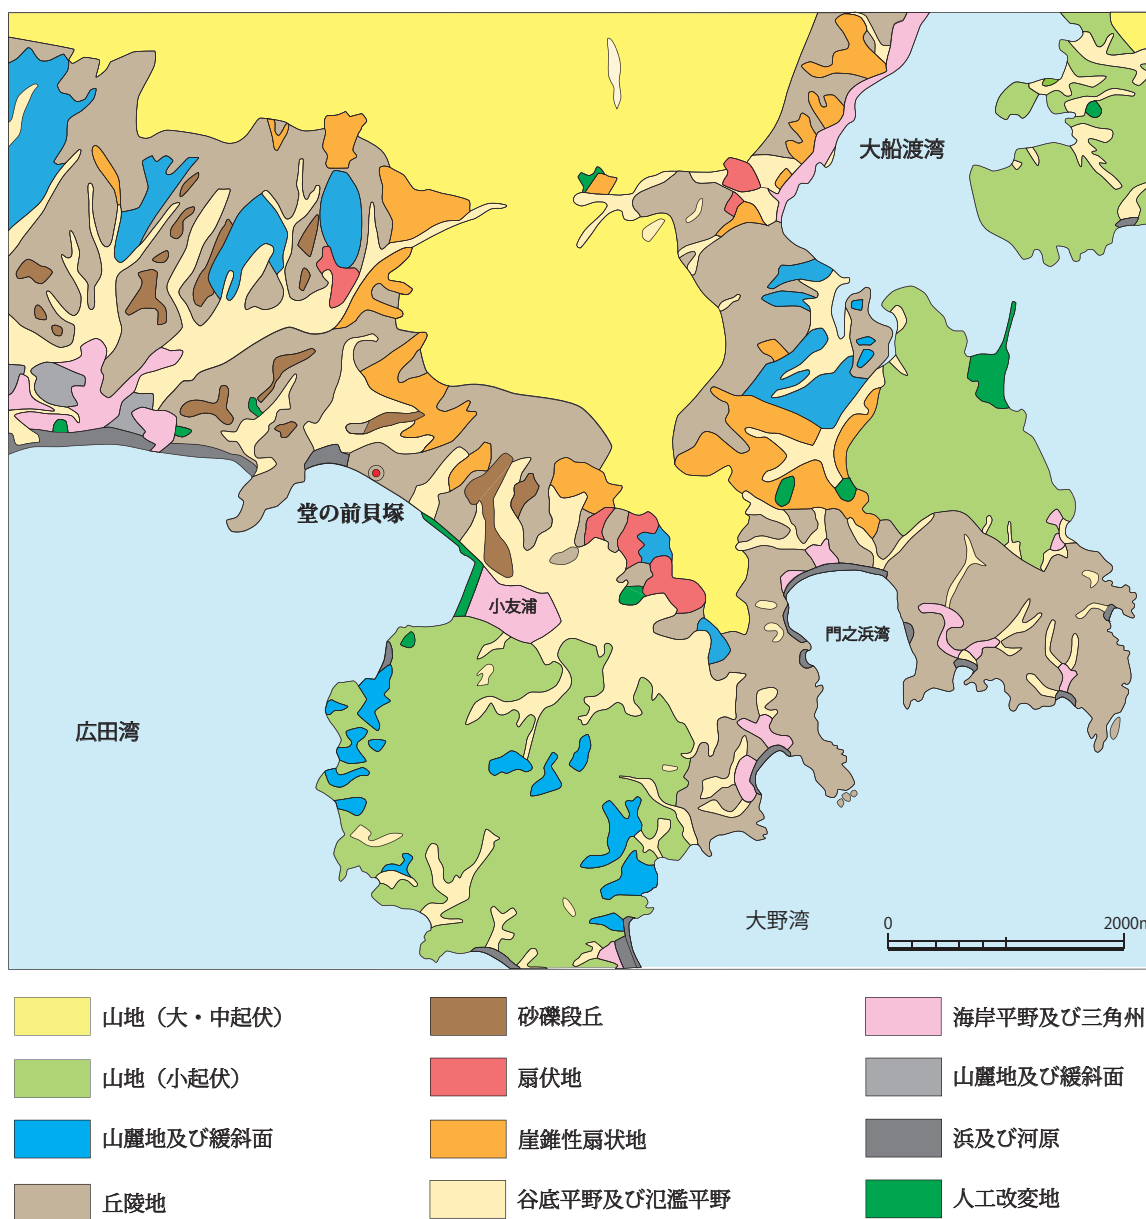 大船渡湾
堂の前貝塚
小友浦
門之浜湾
広田湾
大野湾
0 2000m
山地（大・中起伏）
砂礫段丘
海岸平野及び三角州
山地（小起伏）
扇伏地
山麗地及び緩斜面
山麗地及び緩斜面
崖錐性扇状地
浜及び河原
丘陵地
谷底平野及び氾濫平野
人工改変地